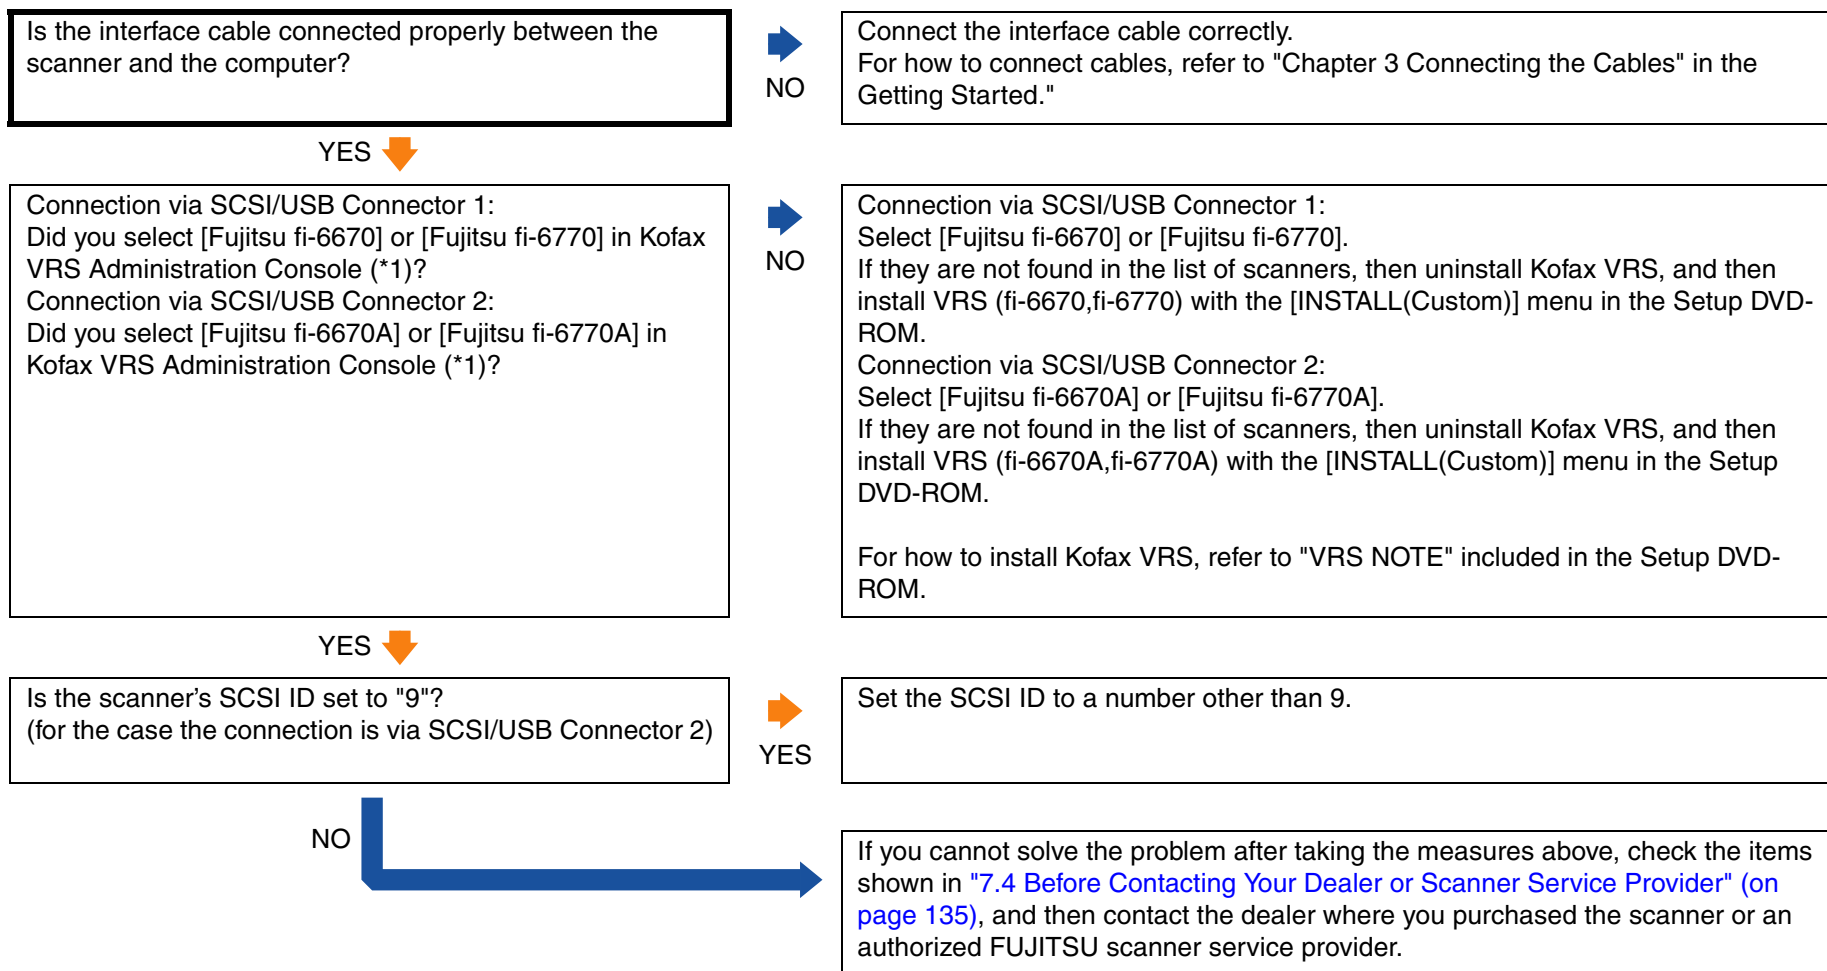 Is the interface cable connected properly between the
scanner and the computer?
NO
Connect the interface cable correctly.
For how to connect cables, refer to "Chapter 3 Connecting the Cables" in the
Getting Started."
YES
Connection via SCSI/USB Connector 1:
Did you select [Fujitsu fi-6670] or [Fujitsu fi-6770] in Kofax
VRS Administration Console (*1)?
Connection via SCSI/USB Connector 2:
Did you select [Fujitsu fi-6670A] or [Fujitsu fi-6770A] in
Kofax VRS Administration Console (*1)?
NO
Connection via SCSI/USB Connector 1:
Select [Fujitsu fi-6670] or [Fujitsu fi-6770].
If they are not found in the list of scanners, then uninstall Kofax VRS, and then
install VRS (fi-6670,fi-6770) with the [INSTALL(Custom)] menu in the Setup DVD-
ROM.
Connection via SCSI/USB Connector 2:
Select [Fujitsu fi-6670A] or [Fujitsu fi-6770A].
If they are not found in the list of scanners, then uninstall Kofax VRS, and then
install VRS (fi-6670A,fi-6770A) with the [INSTALL(Custom)] menu in the Setup
DVD-ROM.
For how to install Kofax VRS, refer to "VRS NOTE" included in the Setup DVD-
ROM.
YES
Is the scanner's SCSI ID set to "9"?
(for the case the connection is via SCSI/USB Connector 2)
YES
Set the SCSI ID to a number other than 9.
NO
If you cannot solve the problem after taking the measures above, check the items
shown in "7.4 Before Contacting Your Dealer or Scanner Service Provider" (on
page 135), and then contact the dealer where you purchased the scanner or an
authorized FUJITSU scanner service provider.